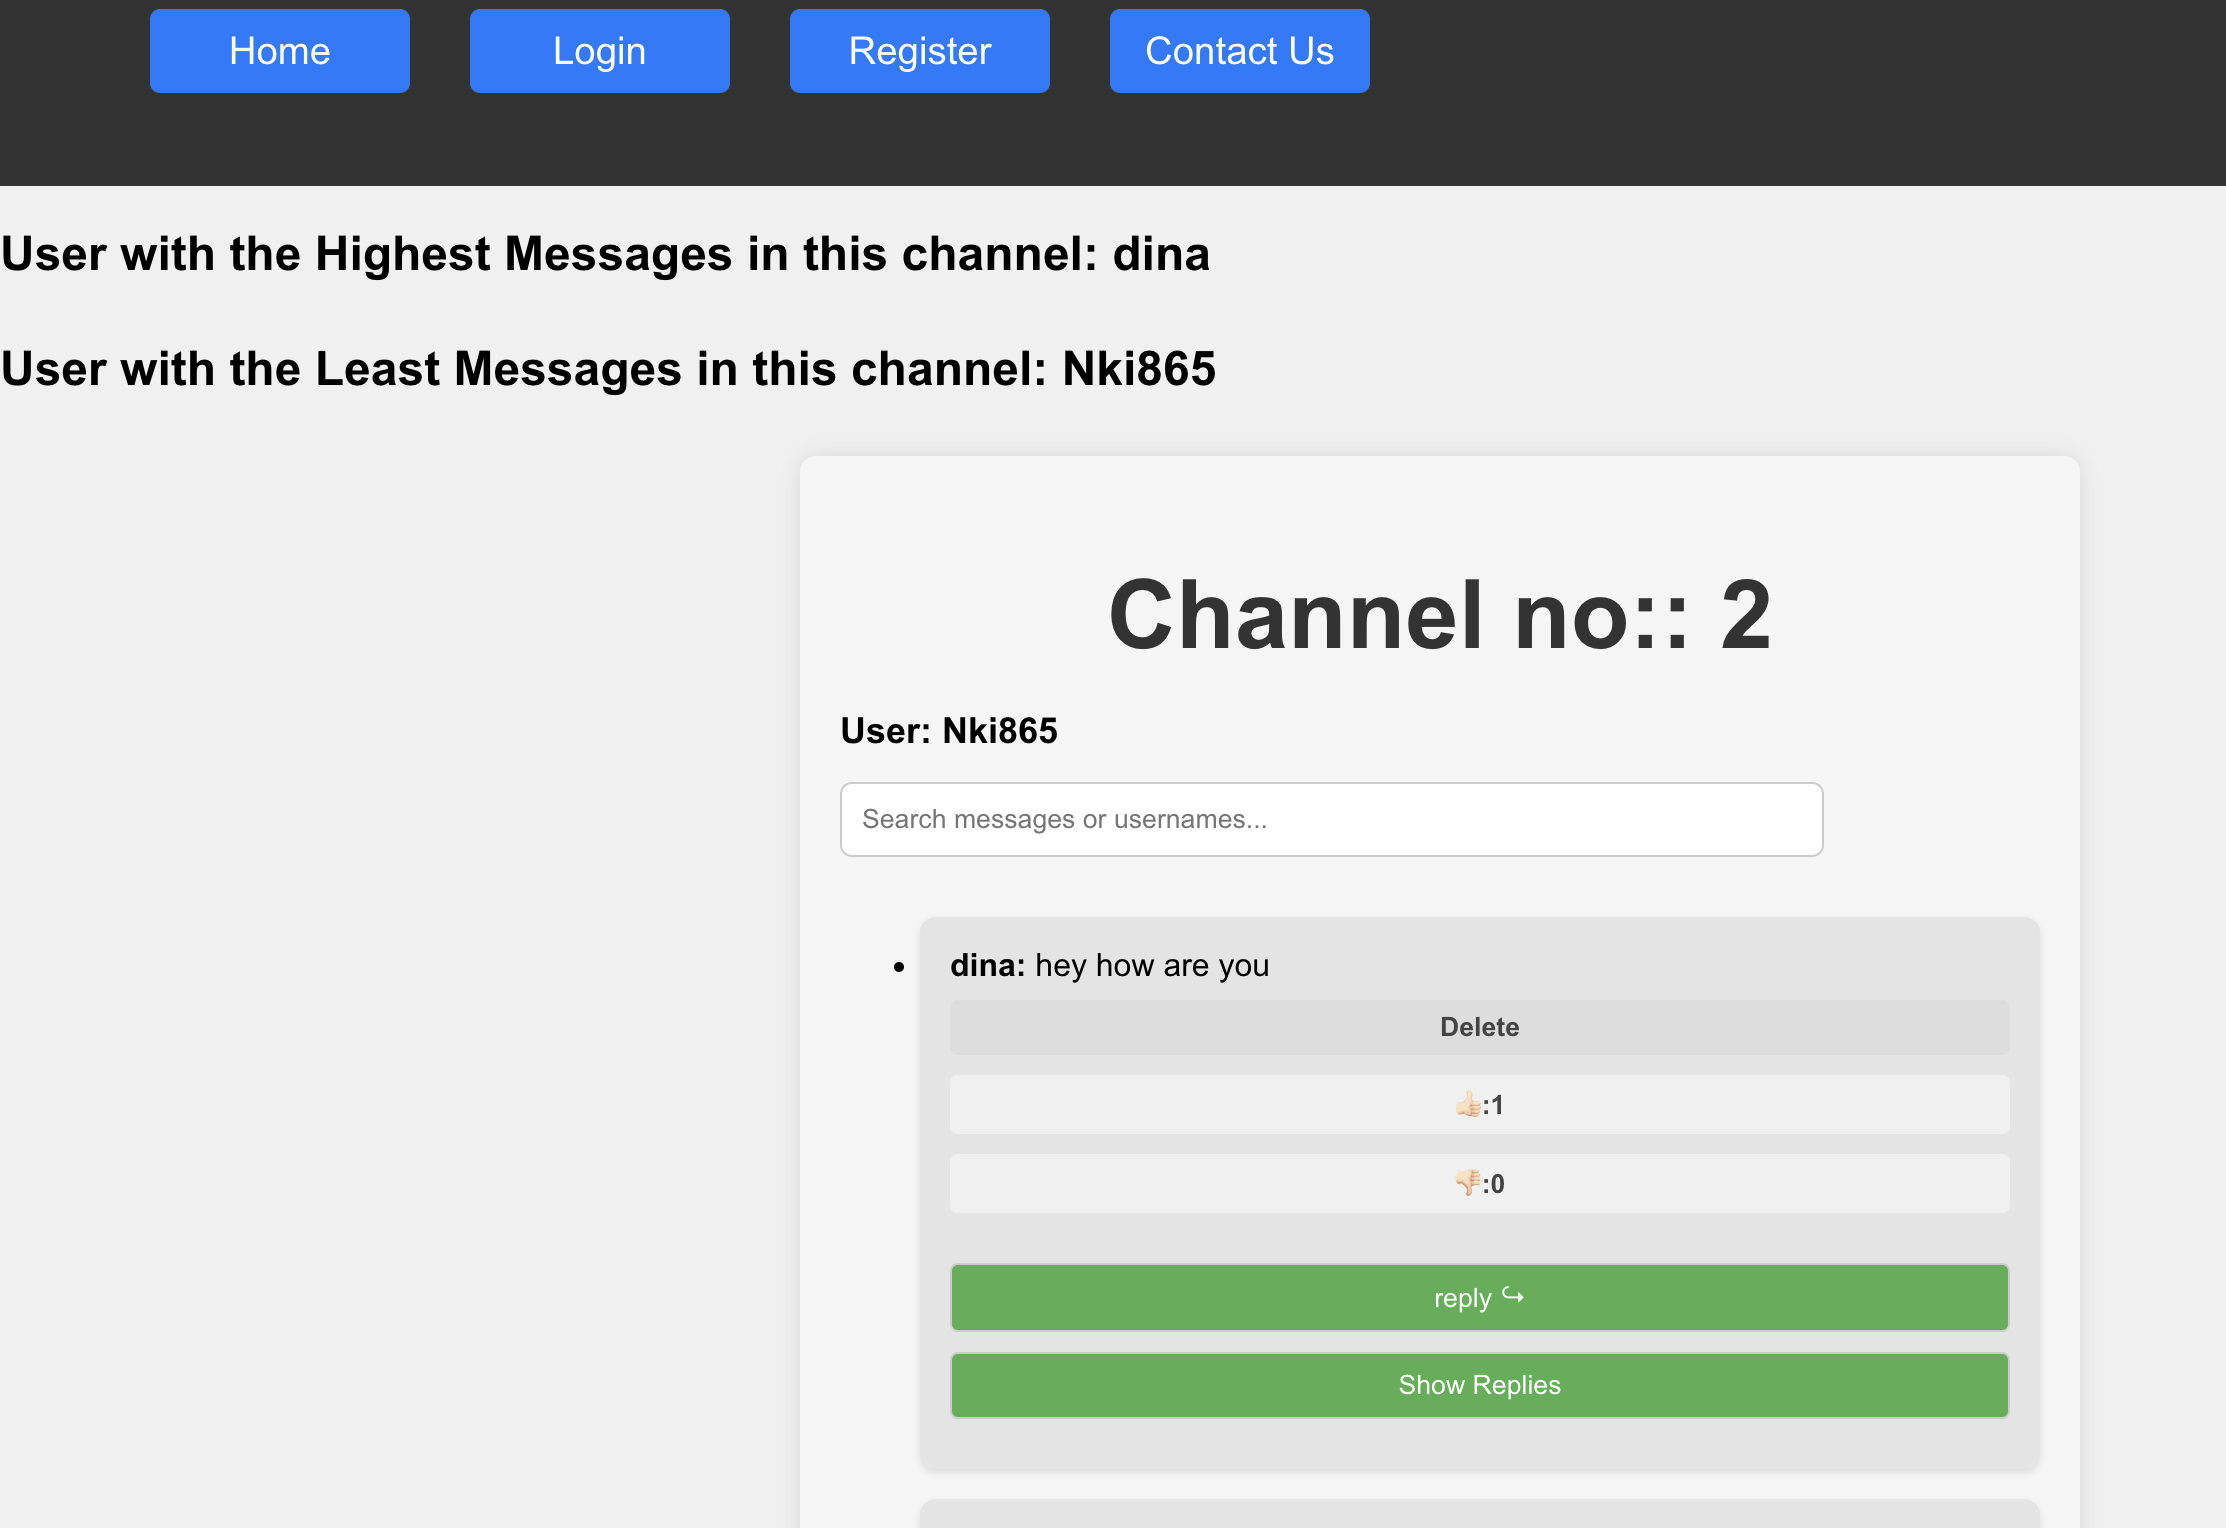 Home Login Register Contact Us
User with the Highest Messages in this channel: dina
User with the Least Messages in this channel: Nki865
Channel no:: 2
User: Nki865
Search messages or usernames...
• dina: hey how are you
Delete
👍🏻:1
👎🏻:0
reply ↪
Show Replies